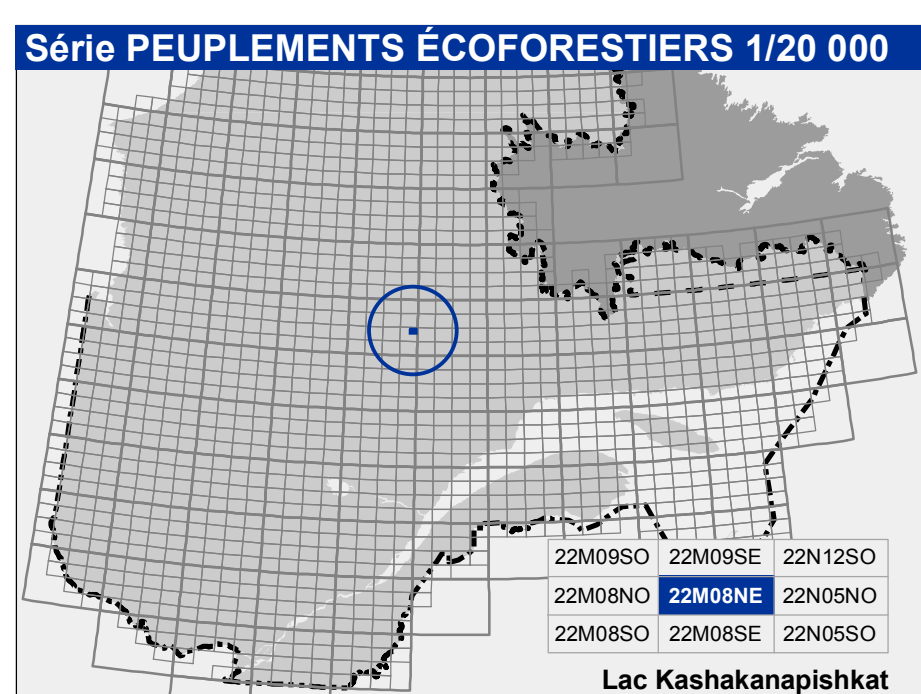 Série PEUPLEMENTS ÉCOFORESTIERS 1/20 000
22M09SO 22M09SE 22N12SO
22M08NO 22M08NE 22N05NO
22M08SO 22M08SE 22N05SO
Lac Kashakanapishkat